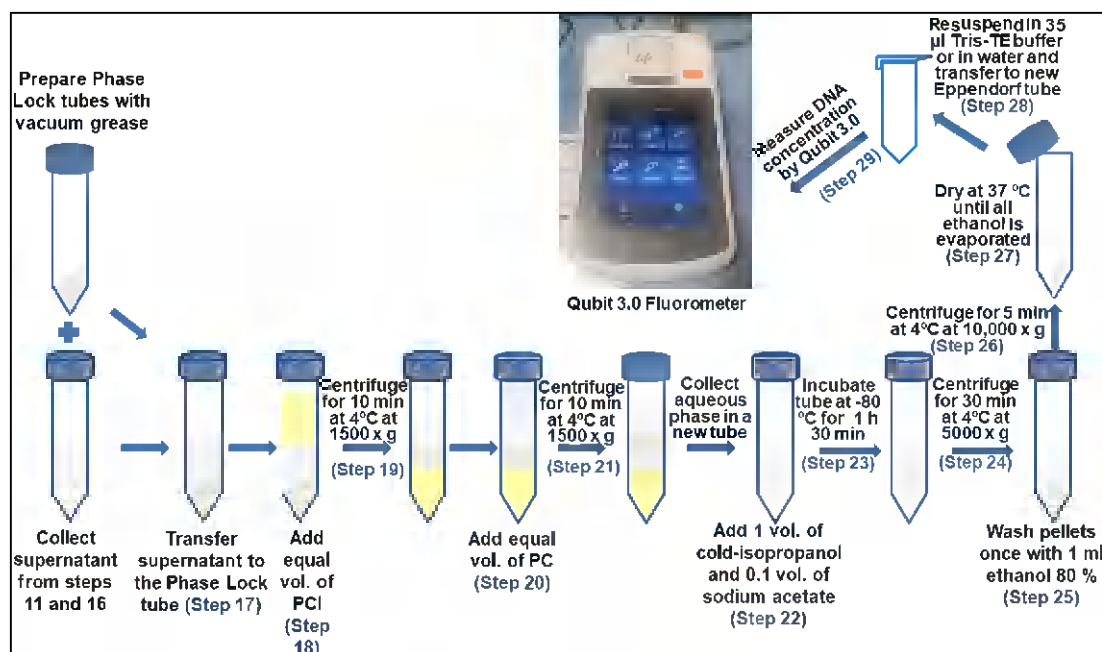 Prepare Phase
Lock tubes with
vacuum grease
Collect
supernatant
from steps
11 and 16
Transfer
supernatant to
the Phase Lock
tube (Step 17)
Add
equal
vol. of
PCI
(Step
18)
Centrifuge
for 10 min
at 4ºC at
1500 x g
(Step 19)
Add equal
vol. of PC
(Step 20)
Centrifuge
for 10 min
at 4ºC at
1500 x g
(Step 21)
Collect
aqueous
phase in a
new tube
Add 1 vol. of
cold-isopropanol
and 0.1 vol. of
sodium acetate
(Step 22)
Incubate
tube at -80
ºC for 1 h
30 min
(Step 23)
Centrifuge
for 30 min
at 4ºC at
5000 x g
(Step 24)
Wash pellets
once with 1 ml
ethanol 80 %
(Step 25)
Centrifuge for 5 min
at 4ºC at 10,000 x g
(Step 26)
Dry at 37 ºC
until all
ethanol is
evaporated
(Step 27)
Resuspend in 35
µl Tris-TE buffer
or in water and
transfer to new
Eppendorf tube
(Step 28)
Measure DNA
concentration
by Qubit 3.0
(Step 29)
life
Qubit 3.0 Fluorometer